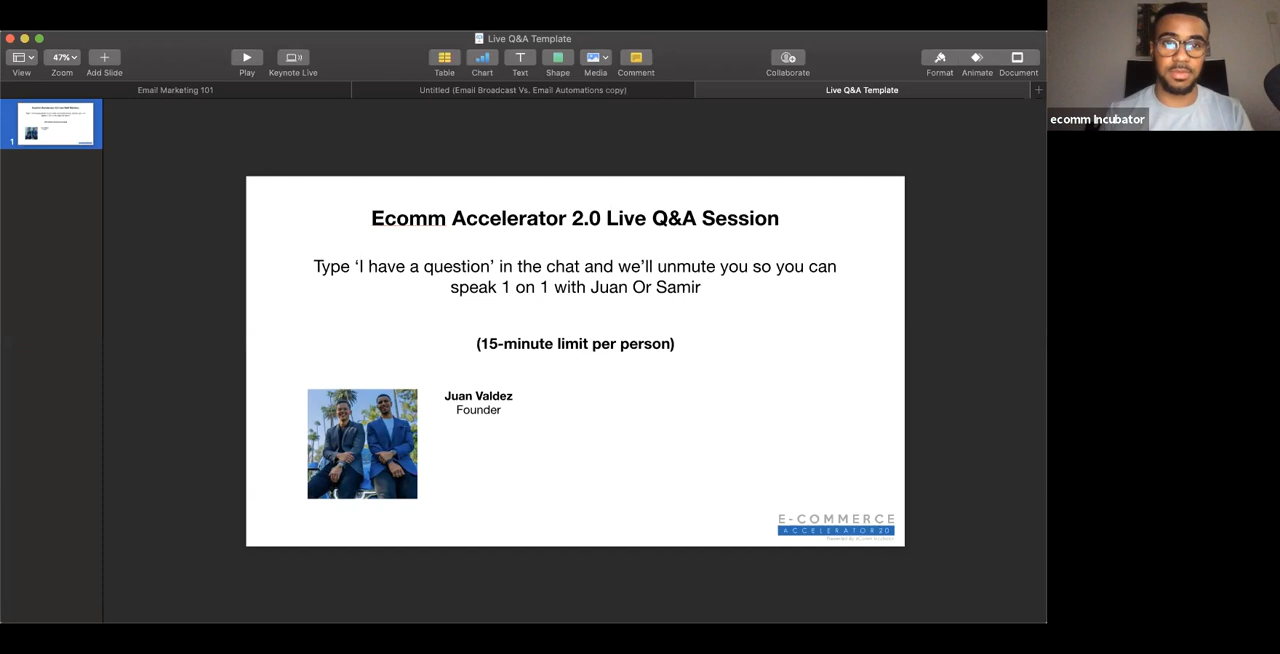 Live Q&A Template
47%
View
Zoom
Add Slide
Play
Keynote Live
Table
Chart
Text
Shape
Media
Comment
Collaborate
Format
Animate
Document
Email Marketing 101
Untitled (Email Broadcast Vs. Email Automations copy)
Live Q&A Template
ecomm Incubator
1
Ecomm Accelerator 2.0 Live Q&A Session
Type ‘I have a question’ in the chat and we’ll unmute you so you can
speak 1 on 1 with Juan Or Samir
(15-minute limit per person)
Juan Valdez
Founder
E-COMMERCE
ACCELERATOR 2.0